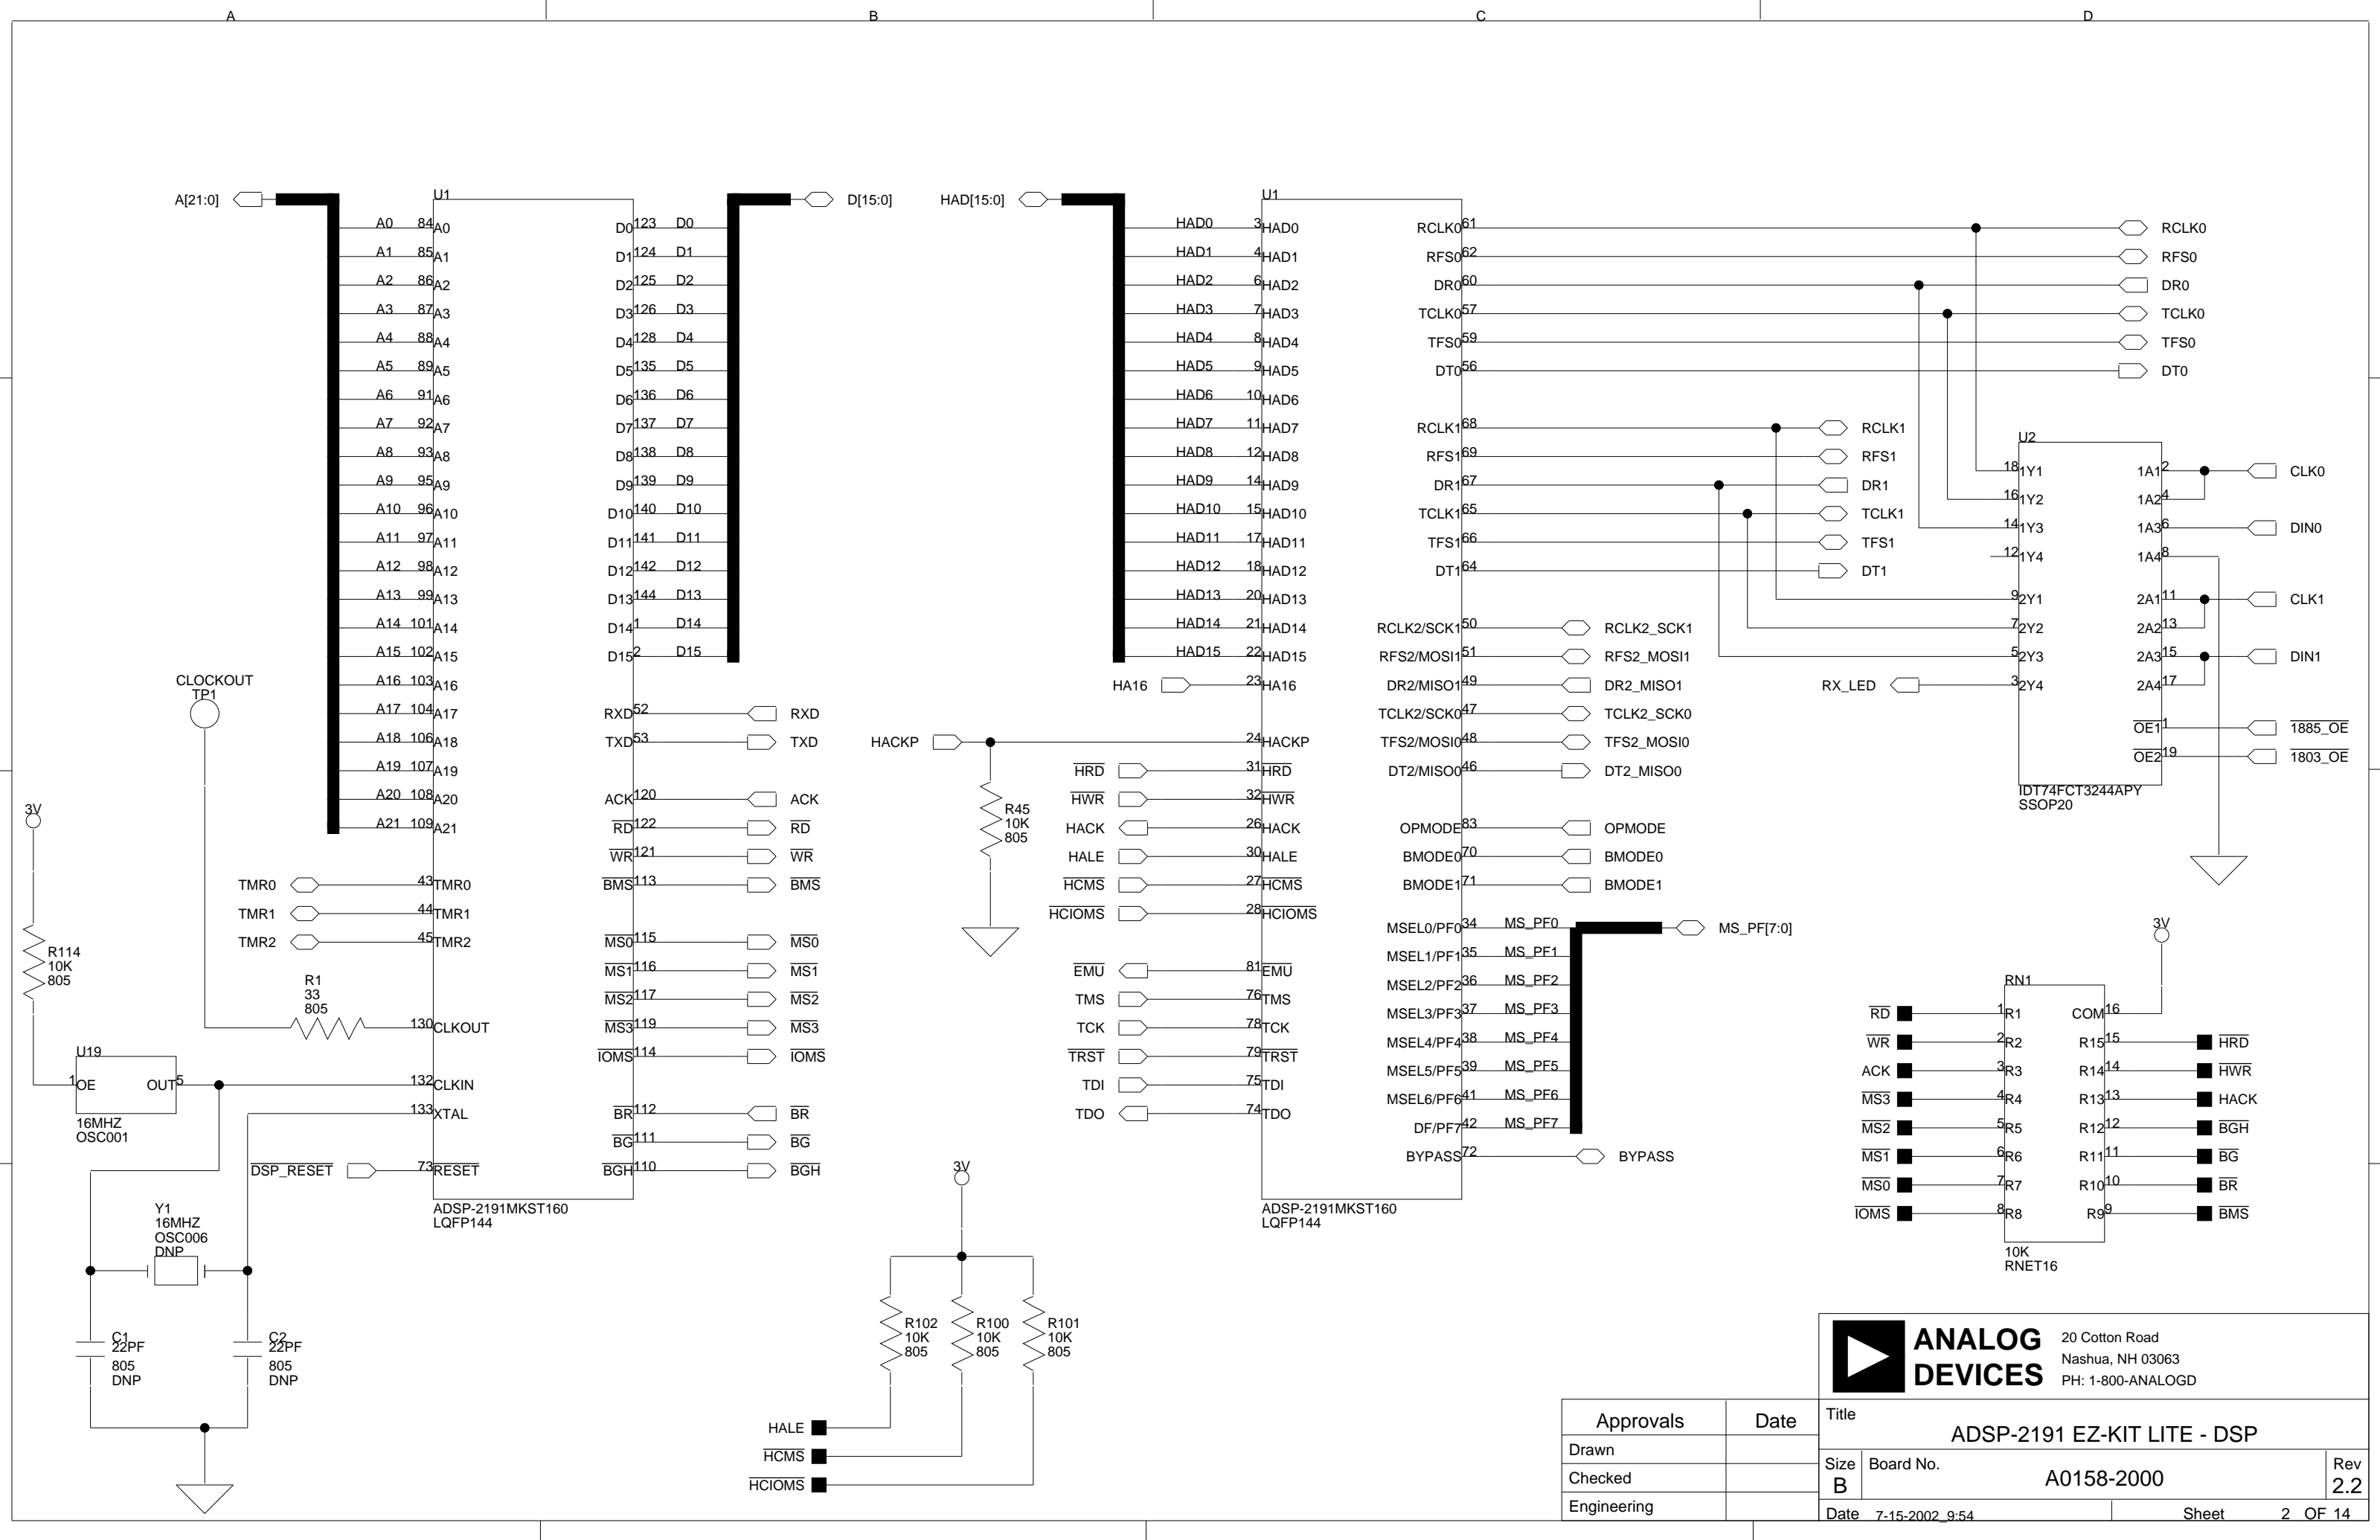 A B C D
A[21:0]
U1
D[15:0]
HAD[15:0]
U1
A0 84 A0 D0 123 D0 HAD0 3 HAD0 RCLK0 61 RCLK0
A1 85 A1 D1 124 D1 HAD1 4 HAD1 RFS0 62 RFS0
A2 86 A2 D2 125 D2 HAD2 6 HAD2 DR0 60 DR0
A3 87 A3 D3 126 D3 HAD3 7 HAD3 TCLK0 57 TCLK0
A4 88 A4 D4 128 D4 HAD4 8 HAD4 TFS0 59 TFS0
A5 89 A5 D5 135 D5 HAD5 9 HAD5 DT0 56 DT0
A6 91 A6 D6 136 D6 HAD6 10 HAD6
A7 92 A7 D7 137 D7 HAD7 11 HAD7 RCLK1 68 RCLK1
A8 93 A8 D8 138 D8 HAD8 12 HAD8 RFS1 69 RFS1
A9 95 A9 D9 139 D9 HAD9 14 HAD9 DR1 67 DR1
A10 96 A10 D10 140 D10 HAD10 15 HAD10 TCLK1 65 TCLK1
A11 97 A11 D11 141 D11 HAD11 17 HAD11 TFS1 66 TFS1
A12 98 A12 D12 142 D12 HAD12 18 HAD12 DT1 64 DT1
A13 99 A13 D13 144 D13 HAD13 20 HAD13
A14 101 A14 D14 1 D14 HAD14 21 HAD14 RCLK2/SCK1 50 RCLK2_SCK1
A15 102 A15 D15 2 D15 HAD15 22 HAD15 RFS2/MOSI1 51 RFS2_MOSI1
A16 103 A16 HA16 23 HA16 DR2/MISO1 49 DR2_MISO1
A17 104 A17 RXD 52 RXD TCLK2/SCK0 47 TCLK2_SCK0
A18 106 A18 TXD 53 TXD HACKP 24 HACKP TFS2/MOSI0 48 TFS2_MOSI0
A19 107 A19 HRD 31 HRD DT2/MISO0 46 DT2_MISO0
A20 108 A20 ACK 120 ACK HWR 32 HWR
A21 109 A21 RD 122 RD HACK 26 HACK OPMODE 83 OPMODE
WR 121 WR HALE 30 HALE BMODE0 70 BMODE0
TMR0 43 TMR0 BMS 113 BMS HCMS 27 HCMS BMODE1 71 BMODE1
TMR1 44 TMR1 HCIOMS 28 HCIOMS MSEL0/PF0 34 MS_PF0 MS_PF[7:0]
TMR2 45 TMR2 MS0 115 MS0 MSEL1/PF1 35 MS_PF1
MS1 116 MS1 EMU 81 EMU MSEL2/PF2 36 MS_PF2
MS2 117 MS2 TMS 76 TMS MSEL3/PF3 37 MS_PF3
130 CLKOUT MS3 119 MS3 TCK 78 TCK MSEL4/PF4 38 MS_PF4
IOMS 114 IOMS TRST 79 TRST MSEL5/PF5 39 MS_PF5
132 CLKIN TDI 75 TDI MSEL6/PF6 41 MS_PF6
133 XTAL BR 112 BR TDO 74 TDO DF/PF7 42 MS_PF7
BG 111 BG BYPASS 72 BYPASS
DSP_RESET 73 RESET BGH 110 BGH
ADSP-2191MKST160
LQFP144
ADSP-2191MKST160
LQFP144
CLOCKOUT
TP1
3V
R114
10K
805
R1
33
805
U19
1 OE OUT 5
16MHZ
OSC001
Y1
16MHZ
OSC006
DNP
C1
22PF
805
DNP
C2
22PF
805
DNP
R45
10K
805
3V
R102
10K
805
R100
10K
805
R101
10K
805
HALE
HCMS
HCIOMS
U2
18 1Y1 1A1 2 CLK0
16 1Y2 1A2 4
14 1Y3 1A3 6 DIN0
12 1Y4 1A4 8
9 2Y1 2A1 11 CLK1
7 2Y2 2A2 13
5 2Y3 2A3 15 DIN1
RX_LED 3 2Y4 2A4 17
OE1 1 1885_OE
OE2 19 1803_OE
IDT74FCT3244APY
SSOP20
3V
RN1
RD 1 R1 COM 16
WR 2 R2 R15 15 HRD
ACK 3 R3 R14 14 HWR
MS3 4 R4 R13 13 HACK
MS2 5 R5 R12 12 BGH
MS1 6 R6 R11 11 BG
MS0 7 R7 R10 10 BR
IOMS 8 R8 R9 9 BMS
10K
RNET16
ANALOG
DEVICES
20 Cotton Road
Nashua, NH 03063
PH: 1-800-ANALOGD
Approvals Date
Drawn
Checked
Engineering
Title
ADSP-2191 EZ-KIT LITE - DSP
Size B
Board No. A0158-2000
Rev 2.2
Date 7-15-2002_9:54
Sheet 2 OF 14